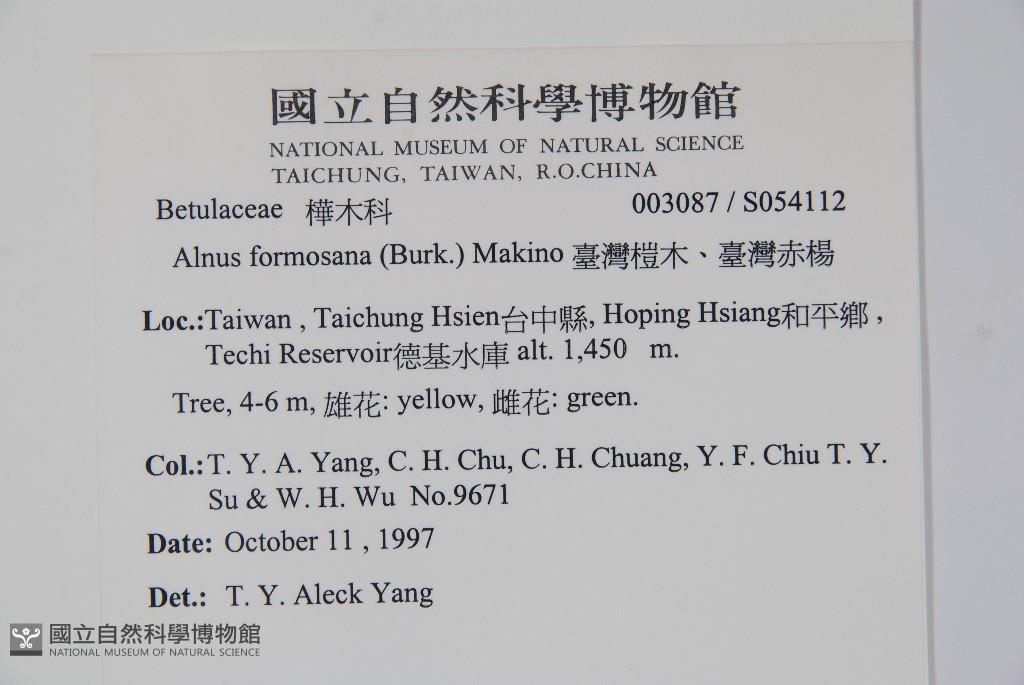 國立自然科學博物館
NATIONAL MUSEUM OF NATURAL SCIENCE
TAICHUNG, TAIWAN, R.O.CHINA
Betulaceae 樺木科 003087 / S054112
Alnus formosana (Burk.) Makino 臺灣榿木、臺灣赤楊
Loc.:Taiwan , Taichung Hsien台中縣, Hoping Hsiang和平鄉 ,
Techi Reservoir德基水庫 alt. 1,450 m.
Tree, 4-6 m, 雄花: yellow, 雌花: green.
Col.:T. Y. A. Yang, C. H. Chu, C. H. Chuang, Y. F. Chiu T. Y.
Su & W. H. Wu No.9671
Date: October 11 , 1997
Det.: T. Y. Aleck Yang
國立自然科學博物館
NATIONAL MUSEUM OF NATURAL SCIENCE